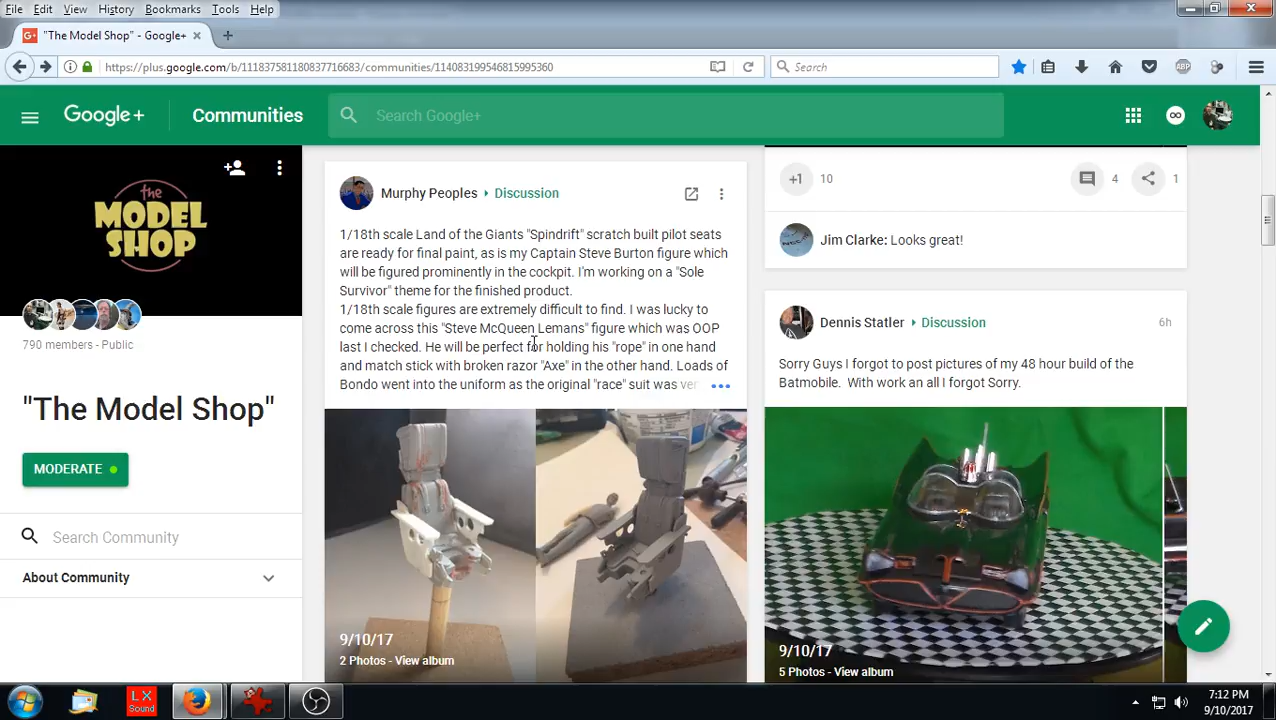 File Edit View History Bookmarks Tools Help
"The Model Shop" - Google+
https://plus.google.com/b/111837581180837716683/communities/114083199546815995360
Search
ABP
Google+ Communities Search Google+
the
MODEL
SHOP
790 members - Public
"The Model Shop"
MODERATE
Search Community
About Community
Murphy Peoples Discussion
1/18th scale Land of the Giants "Spindrift" scratch built pilot seats
are ready for final paint, as is my Captain Steve Burton figure which
will be figured prominently in the cockpit. I'm working on a "Sole
Survivor" theme for the finished product.
1/18th scale figures are extremely difficult to find. I was lucky to
come across this "Steve McQueen Lemans" figure which was OOP
last I checked. He will be perfect for holding his "rope" in one hand
and match stick with broken razor "Axe" in the other hand. Loads of
Bondo went into the uniform as the original "race" suit was ver
9/10/17
2 Photos - View album
+1 10 4 1
Jim Clarke: Looks great!
Dennis Statler Discussion 6h
Sorry Guys I forgot to post pictures of my 48 hour build of the
Batmobile. With work an all I forgot Sorry.
9/10/17
5 Photos - View album
LX
Sound
7:12 PM
9/10/2017